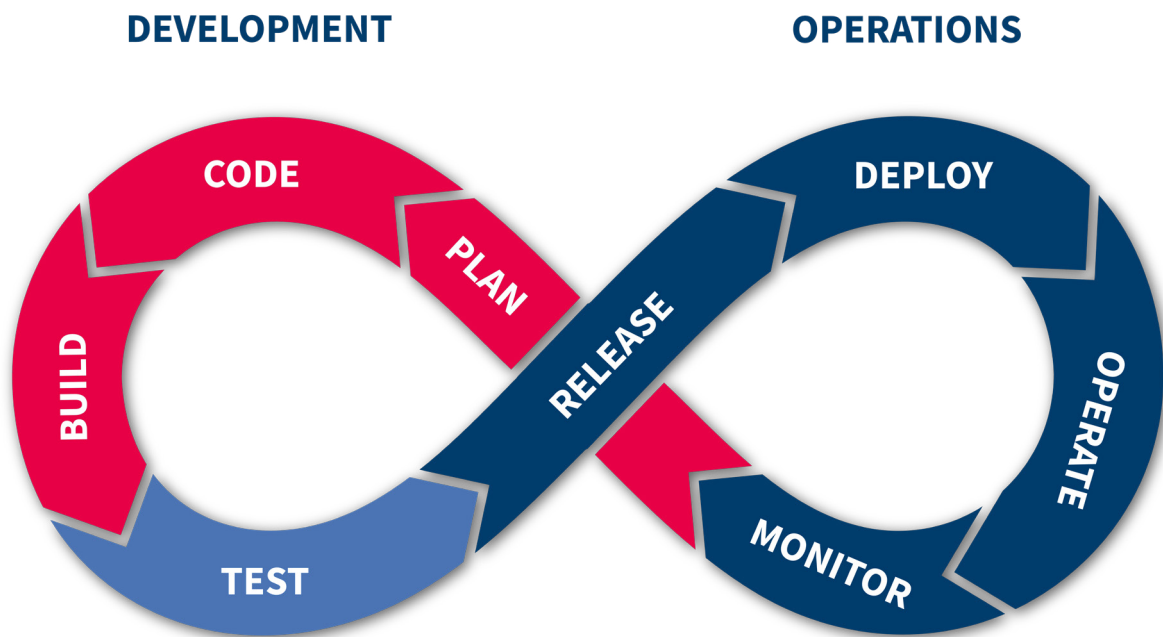 DEVELOPMENT
OPERATIONS
CODE
PLAN
BUILD
TEST
RELEASE
DEPLOY
OPERATE
MONITOR